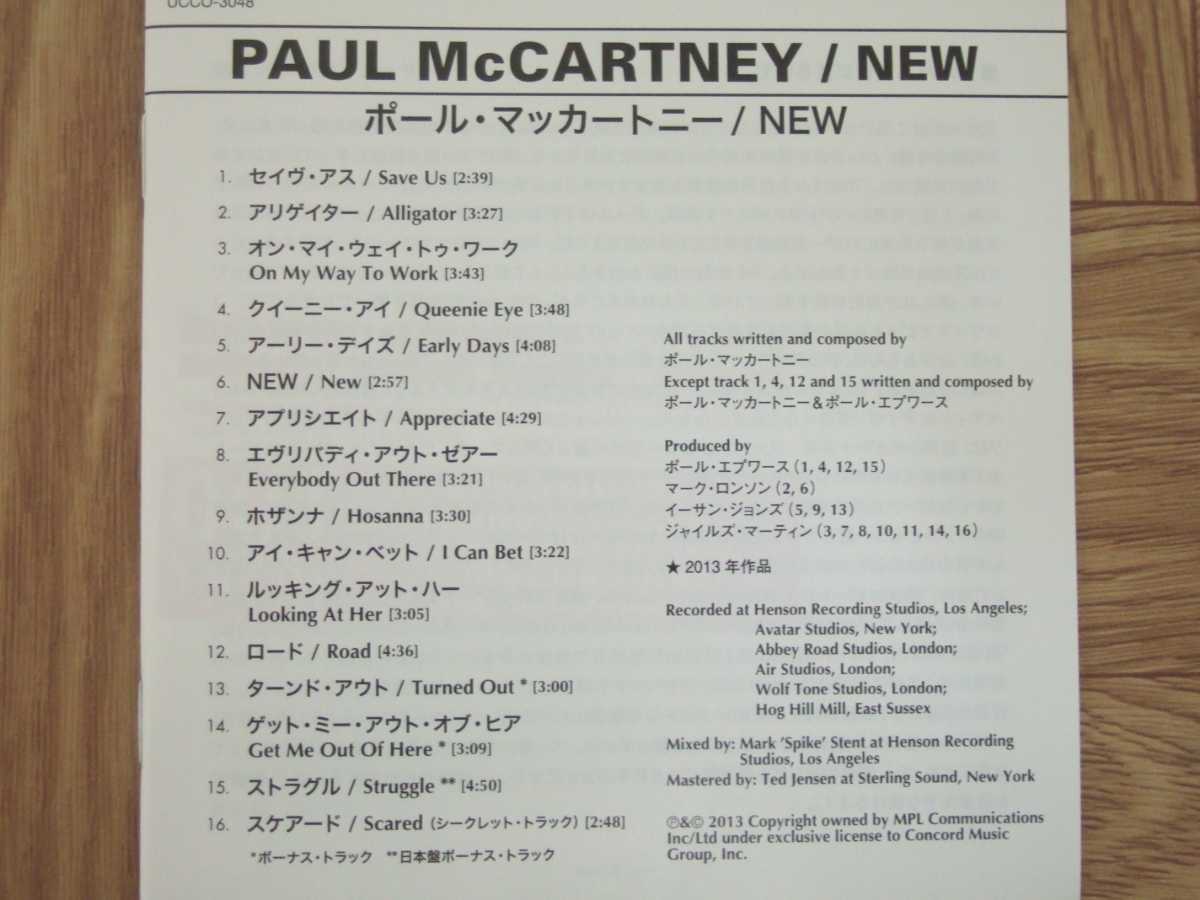 UCCO-3048
PAUL McCARTNEY / NEW
ポール・マッカートニー / NEW
1. セイヴ・アス / Save Us [2:39]
2. アリゲイター / Alligator [3:27]
3. オン・マイ・ウェイ・トゥ・ワーク
On My Way To Work [3:43]
4. クイーニー・アイ / Queenie Eye [3:48]
5. アーリー・デイズ / Early Days [4:08]
6. NEW / New [2:57]
7. アプリシエイト / Appreciate [4:29]
8. エヴリバディ・アウト・ゼアー
Everybody Out There [3:21]
9. ホザンナ / Hosanna [3:30]
10. アイ・キャン・ベット / I Can Bet [3:22]
11. ルッキング・アット・ハー
Looking At Her [3:05]
12. ロード / Road [4:36]
13. ターンド・アウト / Turned Out * [3:00]
14. ゲット・ミー・アウト・オブ・ヒア
Get Me Out Of Here * [3:09]
15. ストラグル / Struggle ** [4:50]
16. スケアード / Scared (シークレット・トラック) [2:48]
*ボーナス・トラック **日本盤ボーナス・トラック
All tracks written and composed by
ポール・マッカートニー
Except track 1, 4, 12 and 15 written and composed by
ポール・マッカートニー&ポール・エプワース
Produced by
ポール・エプワース (1, 4, 12, 15)
マーク・ロンソン (2, 6)
イーサン・ジョンズ (5, 9, 13)
ジャイルズ・マーティン (3, 7, 8, 10, 11, 14, 16)
★ 2013 年作品
Recorded at Henson Recording Studios, Los Angeles;
Avatar Studios, New York;
Abbey Road Studios, London;
Air Studios, London;
Wolf Tone Studios, London;
Hog Hill Mill, East Sussex
Mixed by: Mark 'Spike' Stent at Henson Recording
Studios, Los Angeles
Mastered by: Ted Jensen at Sterling Sound, New York
℗&© 2013 Copyright owned by MPL Communications
Inc/Ltd under exclusive license to Concord Music
Group, Inc.